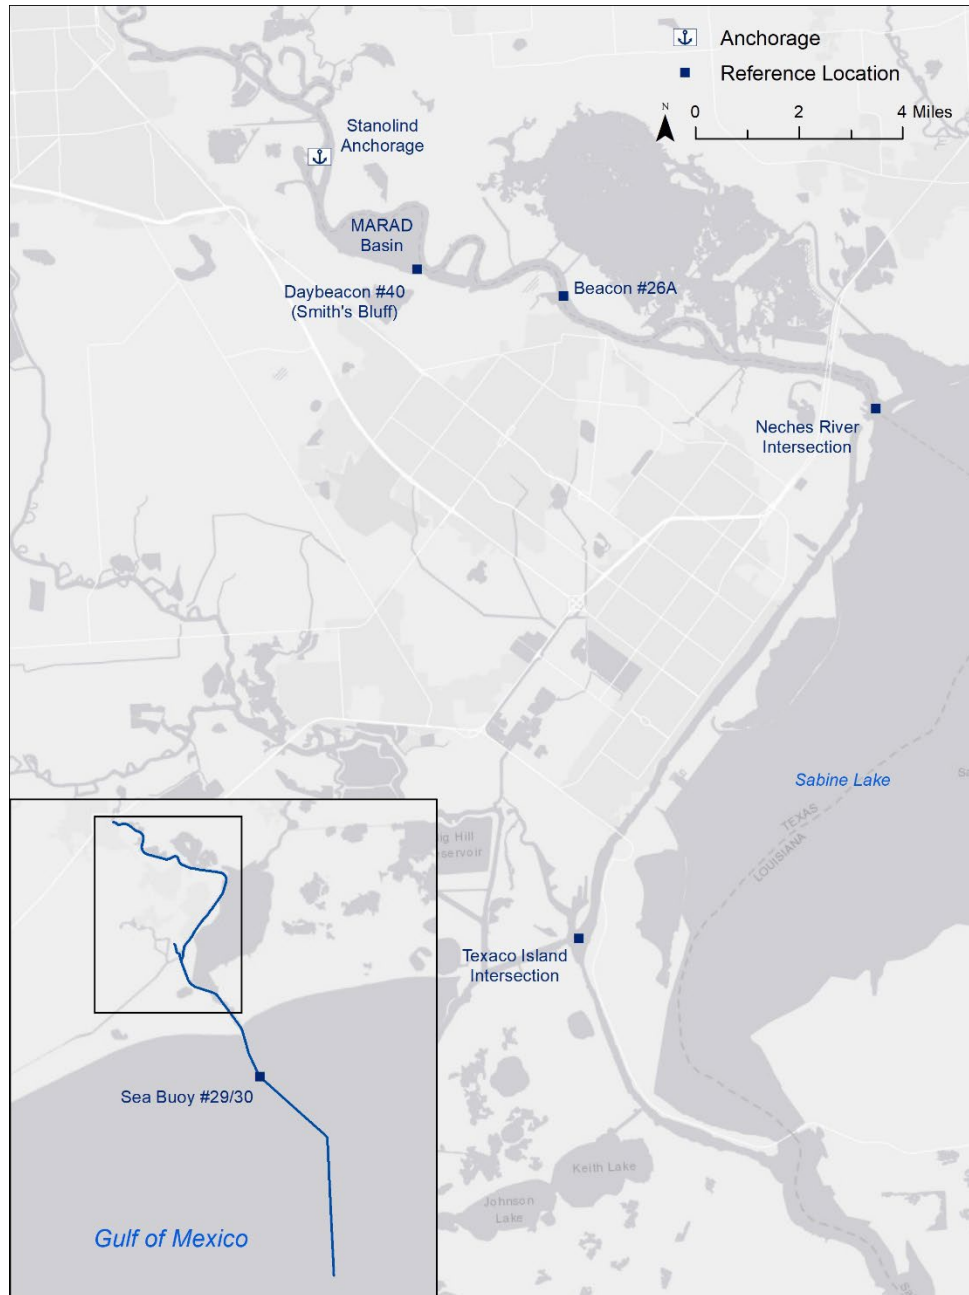 Anchorage
Reference Location
N
0 2 4 Miles
Stanolind
Anchorage
MARAD
Basin
Daybeacon #40
(Smith's Bluff)
Beacon #26A
Neches River
Intersection
Sabine Lake
TEXAS
LOUISIANA
Hill
Texaco Island
Intersection
Keith Lake
Johnson
Lake
Sea Buoy #29/30
Gulf of Mexico